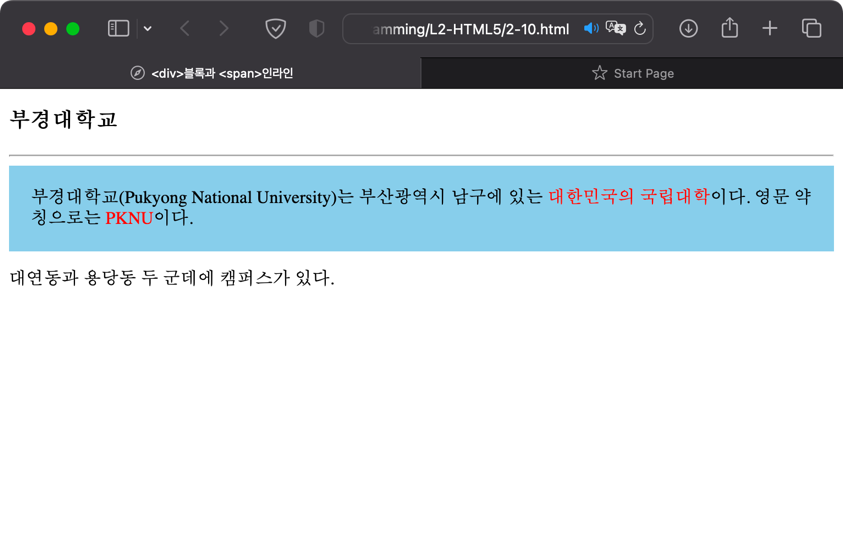 amming/L2-HTML5/2-10.html
<div>블록과 <span>인라인
Start Page
부경대학교
부경대학교(Pukyong National University)는 부산광역시 남구에 있는 대한민국의 국립대학이다. 영문 약
칭으로는 PKNU이다.
대연동과 용당동 두 군데에 캠퍼스가 있다.